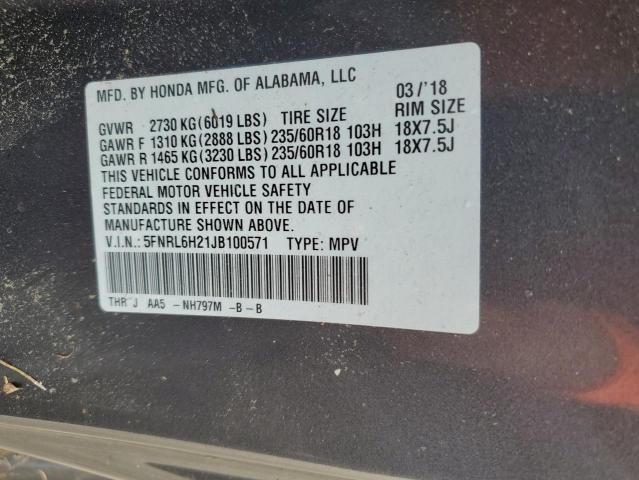 MFD. BY HONDA MFG. OF ALABAMA, LLC 03/'18
GVWR 2730 KG(6019 LBS) TIRE SIZE RIM SIZE
GAWR F 1310 KG(2888 LBS) 235/60R18 103H 18X7.5J
GAWR R 1465 KG(3230 LBS) 235/60R18 103H 18X7.5J
THIS VEHICLE CONFORMS TO ALL APPLICABLE
FEDERAL MOTOR VEHICLE SAFETY
STANDARDS IN EFFECT ON THE DATE OF
MANUFACTURE SHOWN ABOVE.
V.I.N.: 5FNRL6H21JB100571 TYPE: MPV
AA5 -NH797M -B-B